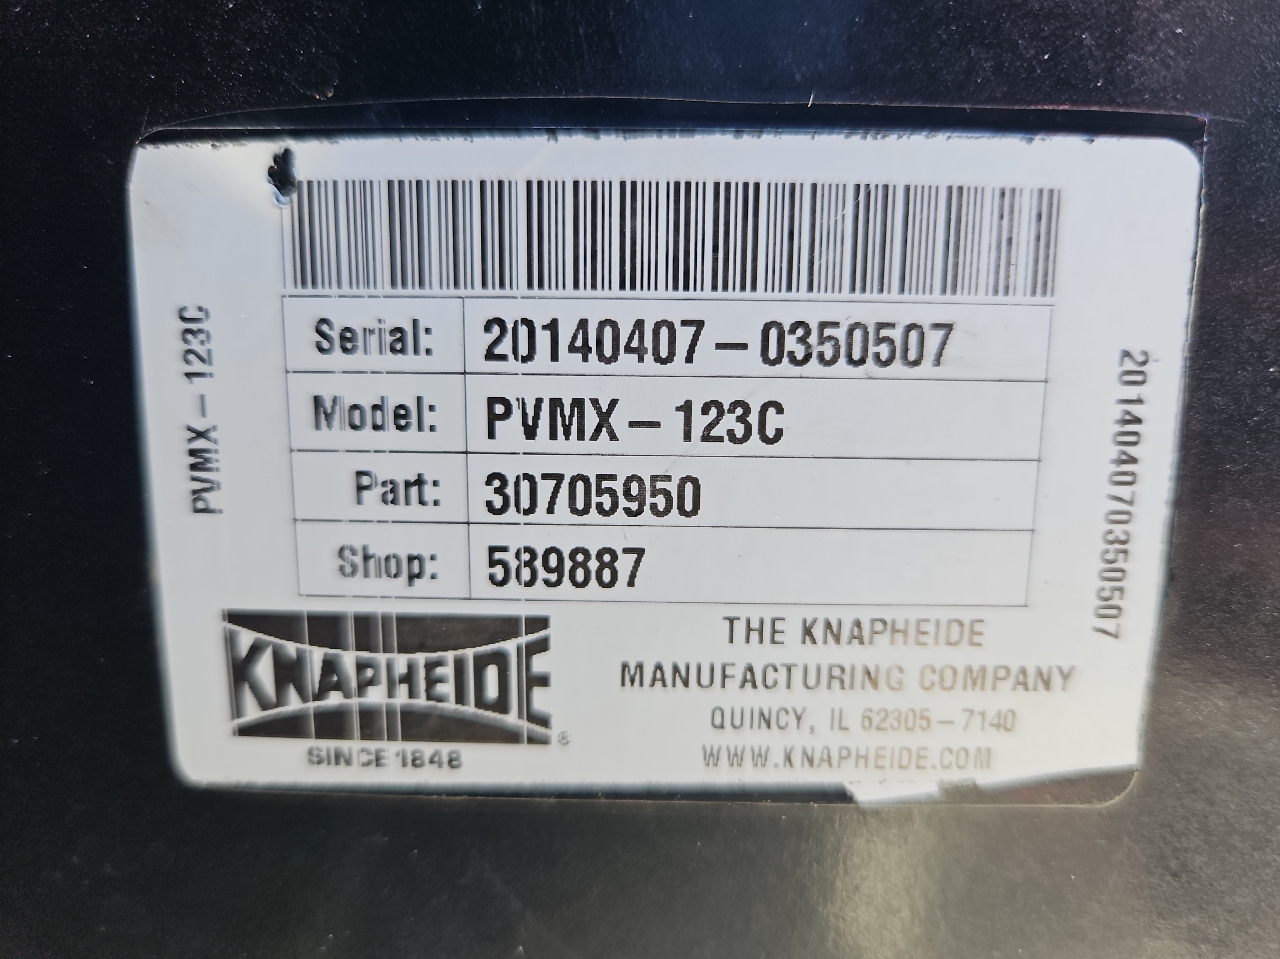 PVMX-123C
Serial: 20140407-0350507
Model: PVMX-123C
Part: 30705950
Shop: 589887
201404070350507
KNAPHEIDE®
SINCE 1848
THE KNAPHEIDE
MANUFACTURING COMPANY
QUINCY, IL 62305-7140
WWW.KNAPHEIDE.COM